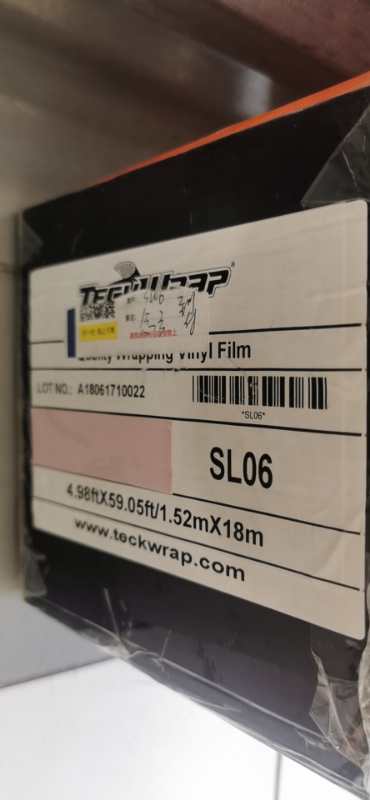 TECKWRAP
Quality Wrapping Vinyl Film
LOT NO.: A18061710022
*SL06*
SL06
4.98ftX59.05ft/1.52mX18m
www.teckwrap.com